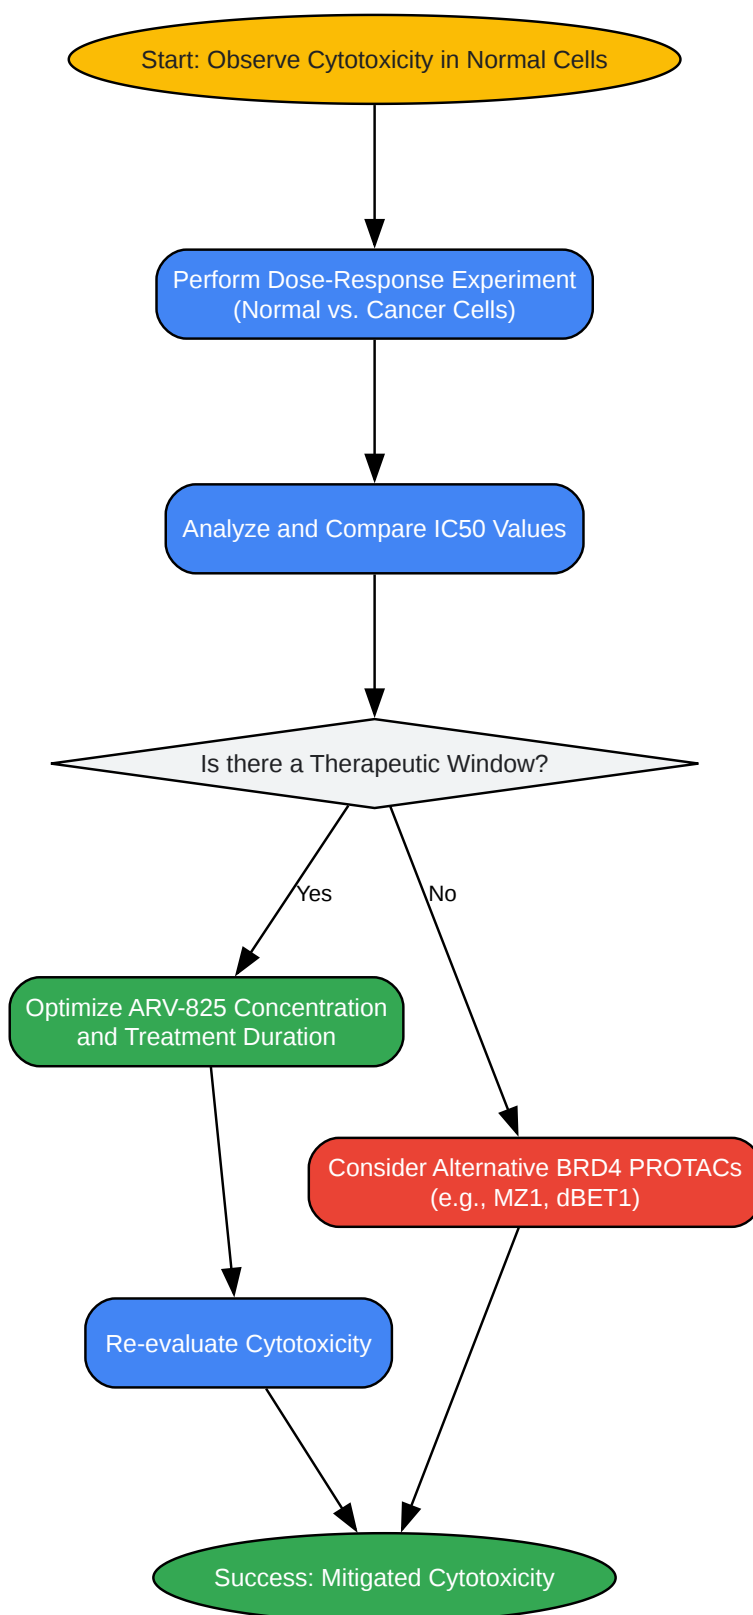 Start: Observe Cytotoxicity in Normal Cells
Perform Dose-Response Experiment
(Normal vs. Cancer Cells)
Analyze and Compare IC50 Values
Is there a Therapeutic Window?
Yes
No
Optimize ARV-825 Concentration
and Treatment Duration
Consider Alternative BRD4 PROTACs
(e.g., MZ1, dBET1)
Re-evaluate Cytotoxicity
Success: Mitigated Cytotoxicity